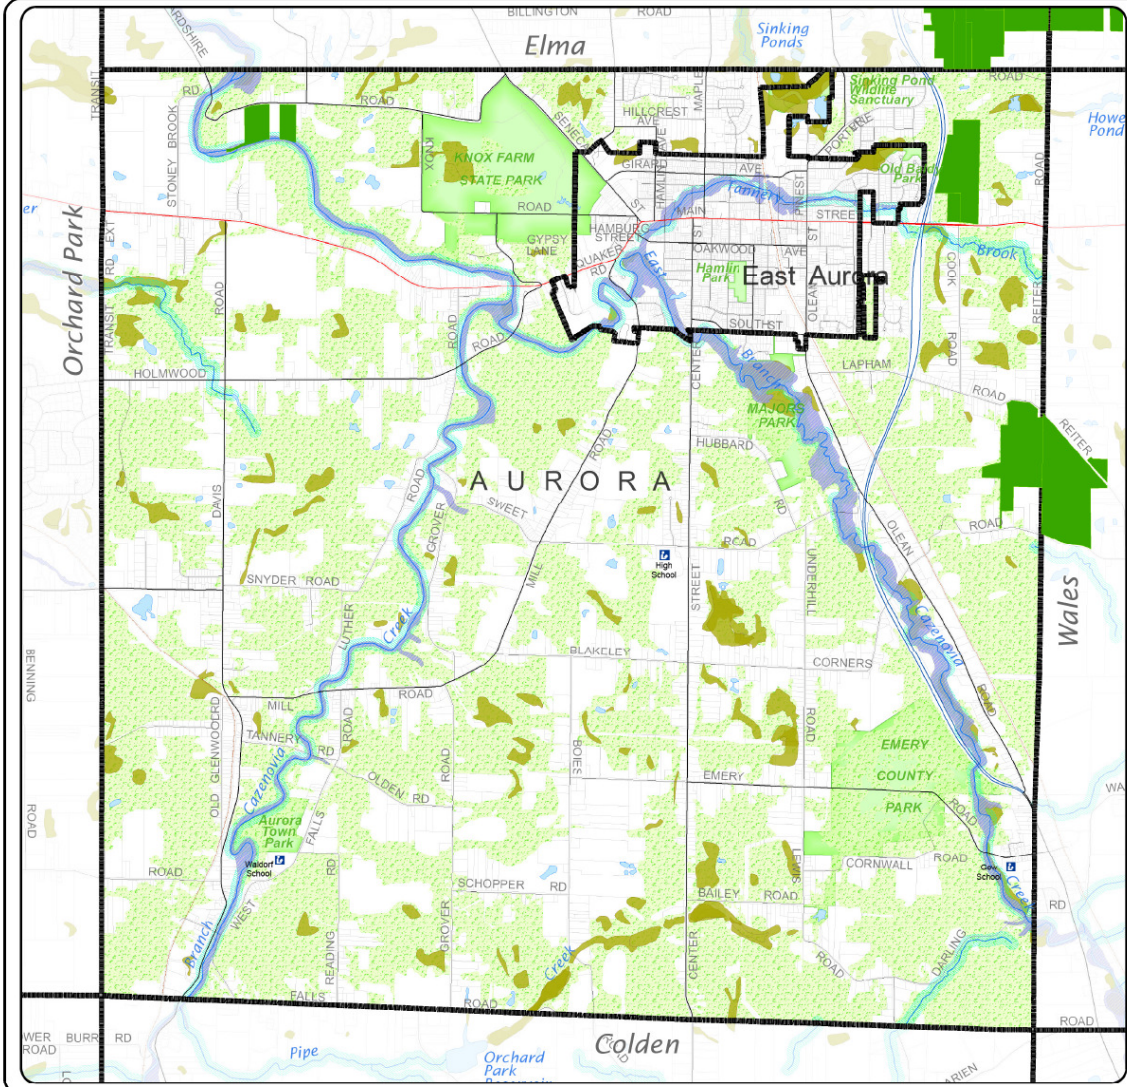 BILLINGTON ROAD
Sinking
Ponds
Elma
TRANSIT
RD
ROAD
MAPLE
Sinking Pond
Wildlife
Sanctuary
ROAD
HILLCREST
AVE
SENECA
Howe
Pond
STONEY BROOK
KNOX
KNOX FARM
STATE PARK
HAMLIN AVE
GIRARD
AVE
PORTER
Old Baldy
Park
ROAD
Tannery
PINE ST
ROAD
ST
MAIN
STREET
Orchard Park
EXT
HAMBURG
STREET
GYPSY
LANE
QUAKER
RD
ST
OAKWOOD
AVE
ST
Brook
East
Hamlin
Park
East Aurora
COOK
REITER
RD
ROAD
OLEAN
TRANSIT
SOUTH ST
ROAD
ROAD
CENTER
Branch
LAPHAM
ROAD
HOLMWOOD
ROAD
MAJORS
PARK
REITER
HUBBARD
ROAD
AURORA
ROAD
DAVIS
SWEET
RD
GROVER
OLEAN
ROAD
ROAD
High
School
MILL
SNYDER ROAD
STREET
UNDERHILL
Wales
LUTHER
Creek
Cazenovia
BLAKELEY
CORNERS
BENNING
ROAD
ROAD
MILL
ROAD
ROAD
TANNERY
RD
OLD GLENWOOD
RD
EMERY
COUNTY
PARK
ROAD
BOIES
EMERY
Cazenovia
OLDEN RD
ROAD
ROAD
Aurora
Town
Park
FALLS
Waldorf
School
LEWIS
CORNWALL
ROAD
School
ROAD
RD
SCHOPPER RD
BAILEY ROAD
Creek
RD
WEST
GROVER
Branch
READING
Creek
CENTER
ROAD
DARLING
FALLS
ROAD
ROAD
ROAD
BURR RD
Colden
Pipe
Orchard
Park